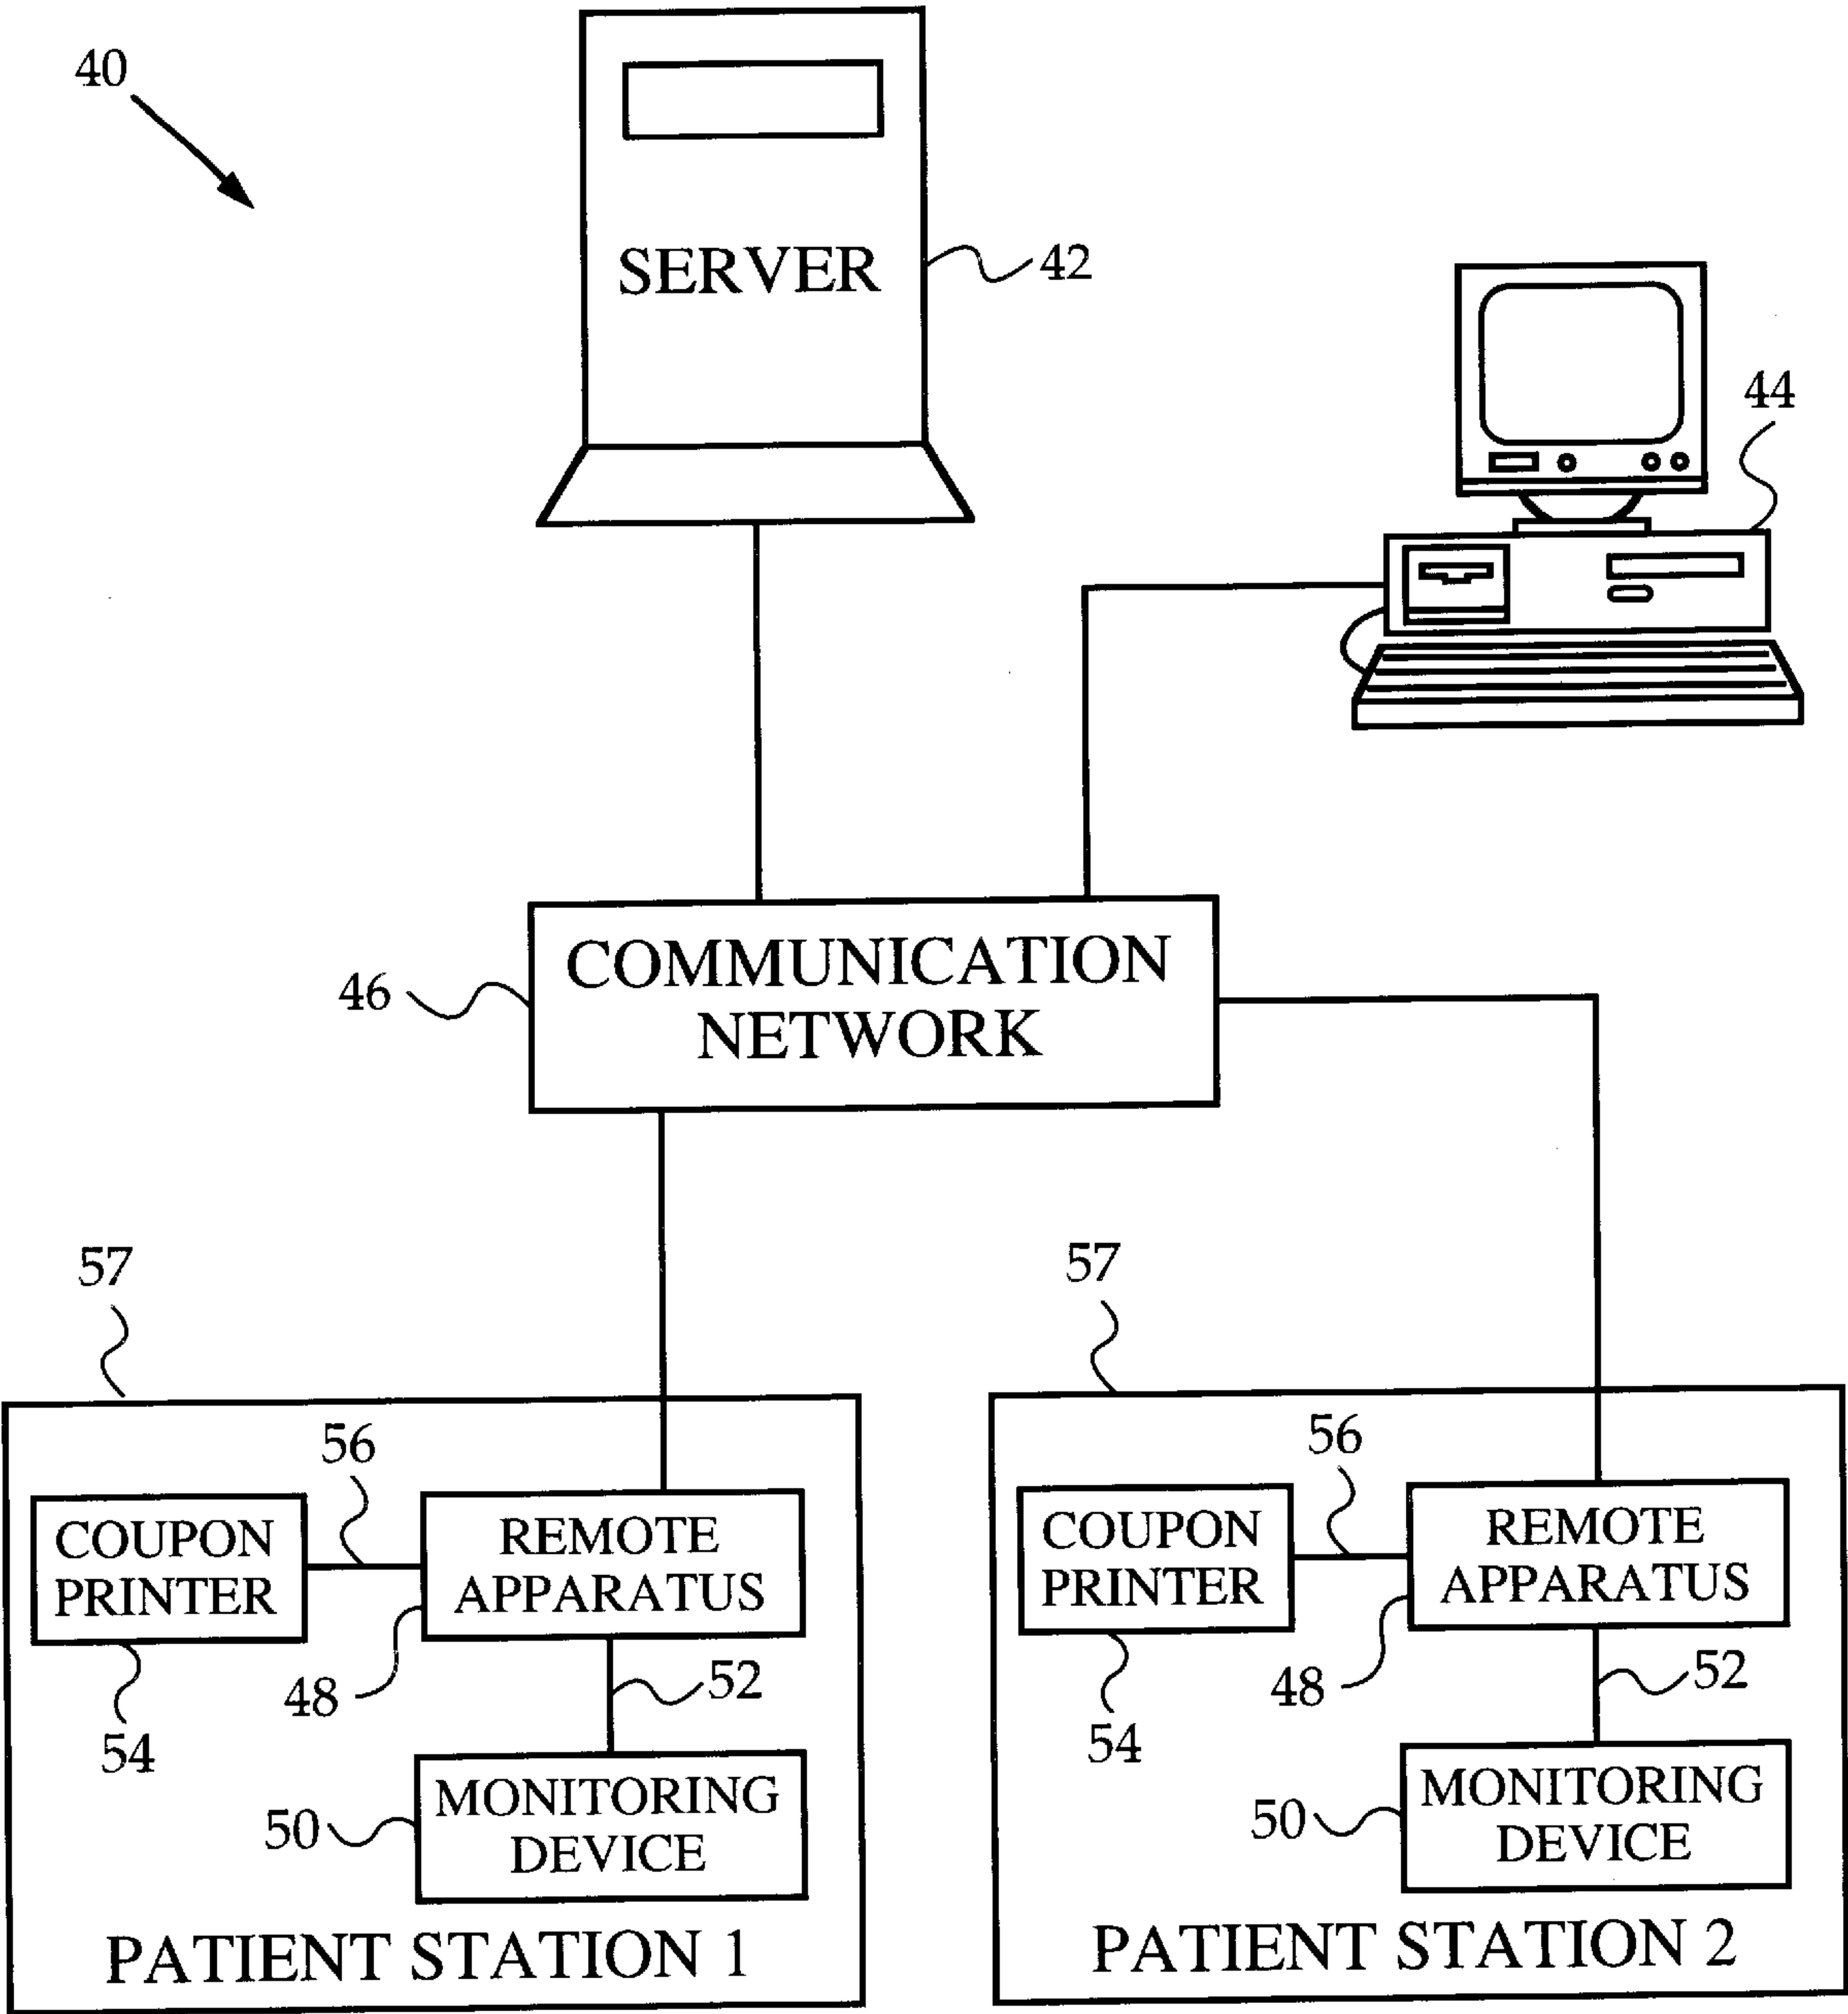 40
SERVER
42
44
46
COMMUNICATION
NETWORK
57
57
56
COUPON
PRINTER
REMOTE
APPARATUS
48
52
54
50
MONITORING
DEVICE
PATIENT STATION 1
56
COUPON
PRINTER
REMOTE
APPARATUS
48
52
54
50
MONITORING
DEVICE
PATIENT STATION 2